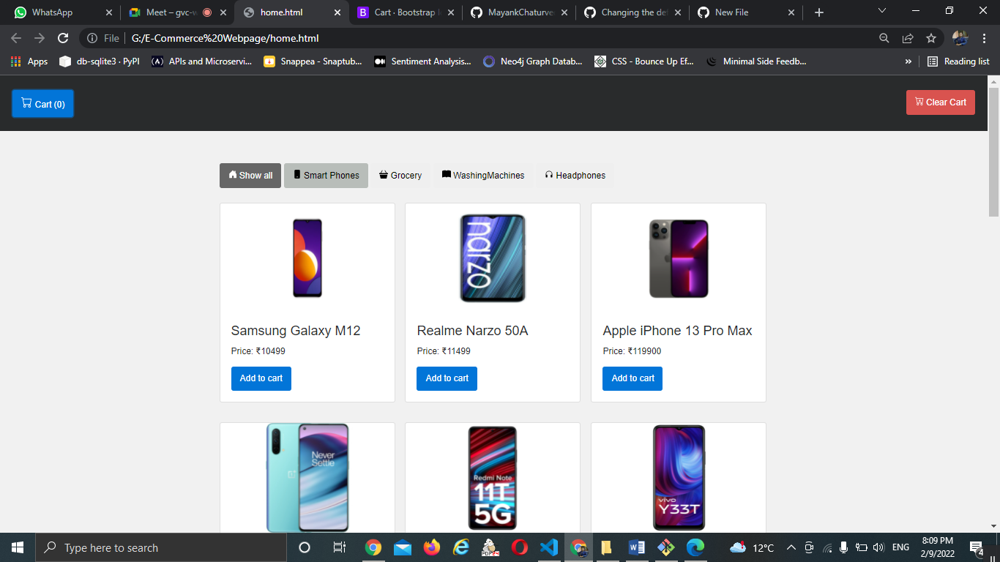 WhatsApp
Meet – gvc-w
home.html
Cart · Bootstrap I
MayankChaturve
Changing the de
New File
File
G:/E-Commerce%20Webpage/home.html
Apps
db-sqlite3 · PyPI
APIs and Microservi...
Snappea - Snaptub...
Sentiment Analysis...
Neo4j Graph Datab...
CSS - Bounce Up Ef...
Minimal Side Feedb...
»
Reading list
Cart (0)
Clear Cart
Show all
Smart Phones
Grocery
WashingMachines
Headphones
narzo
Samsung Galaxy M12
Realme Narzo 50A
Apple iPhone 13 Pro Max
Price: ₹10499
Price: ₹11499
Price: ₹119900
Add to cart
Add to cart
Add to cart
Never
Settle
Redmi Note
11T
5G
vivo
Y33T
Type here to search
PDF24
12°C
ENG
8:09 PM
2/9/2022
4